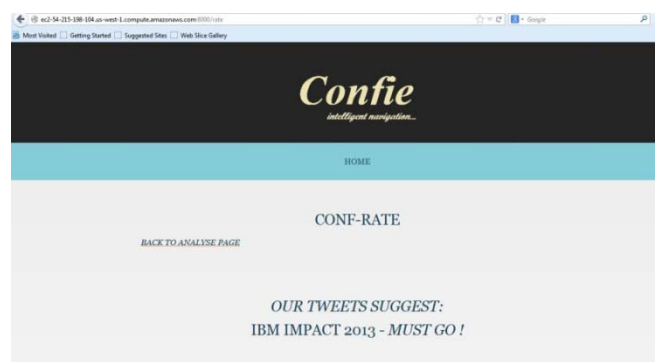 ec2-54-215-198-104.us-west-1.compute.amazonaws.com:8000/rate
Google
Most Visited Getting Started Suggested Sites Web Slice Gallery
Confie
intelligent navigation...
HOME
CONF-RATE
BACK TO ANALYSE PAGE
OUR TWEETS SUGGEST:
IBM IMPACT 2013 - MUST GO !